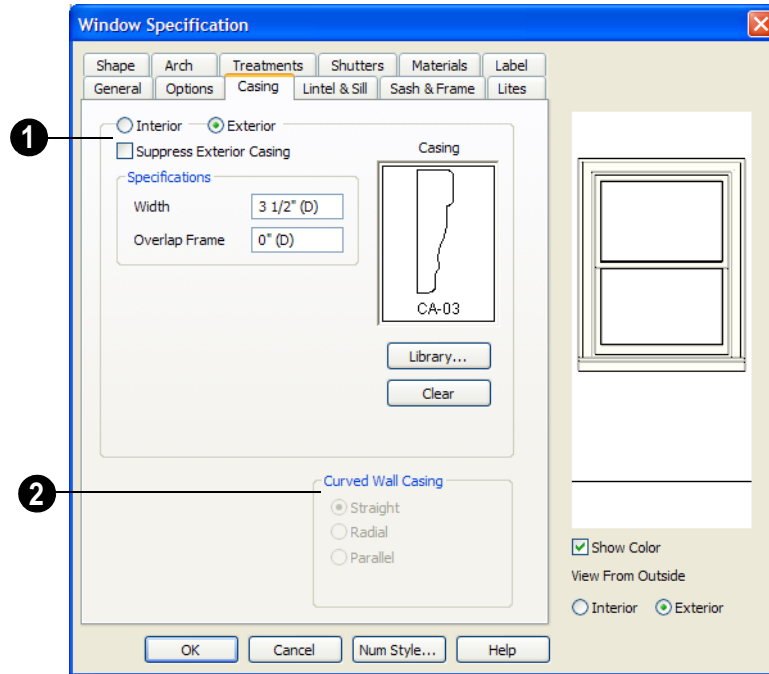 Window Specification
Shape Arch Treatments Shutters Materials Label
General Options Casing Lintel & Sill Sash & Frame Lites
1
Interior Exterior
Suppress Exterior Casing
Casing
Specifications
Width 3 1/2" (D)
Overlap Frame 0" (D)
CA-03
Library...
Clear
2
Curved Wall Casing
Straight
Radial
Parallel
Show Color
View From Outside
Interior Exterior
OK Cancel Num Style... Help